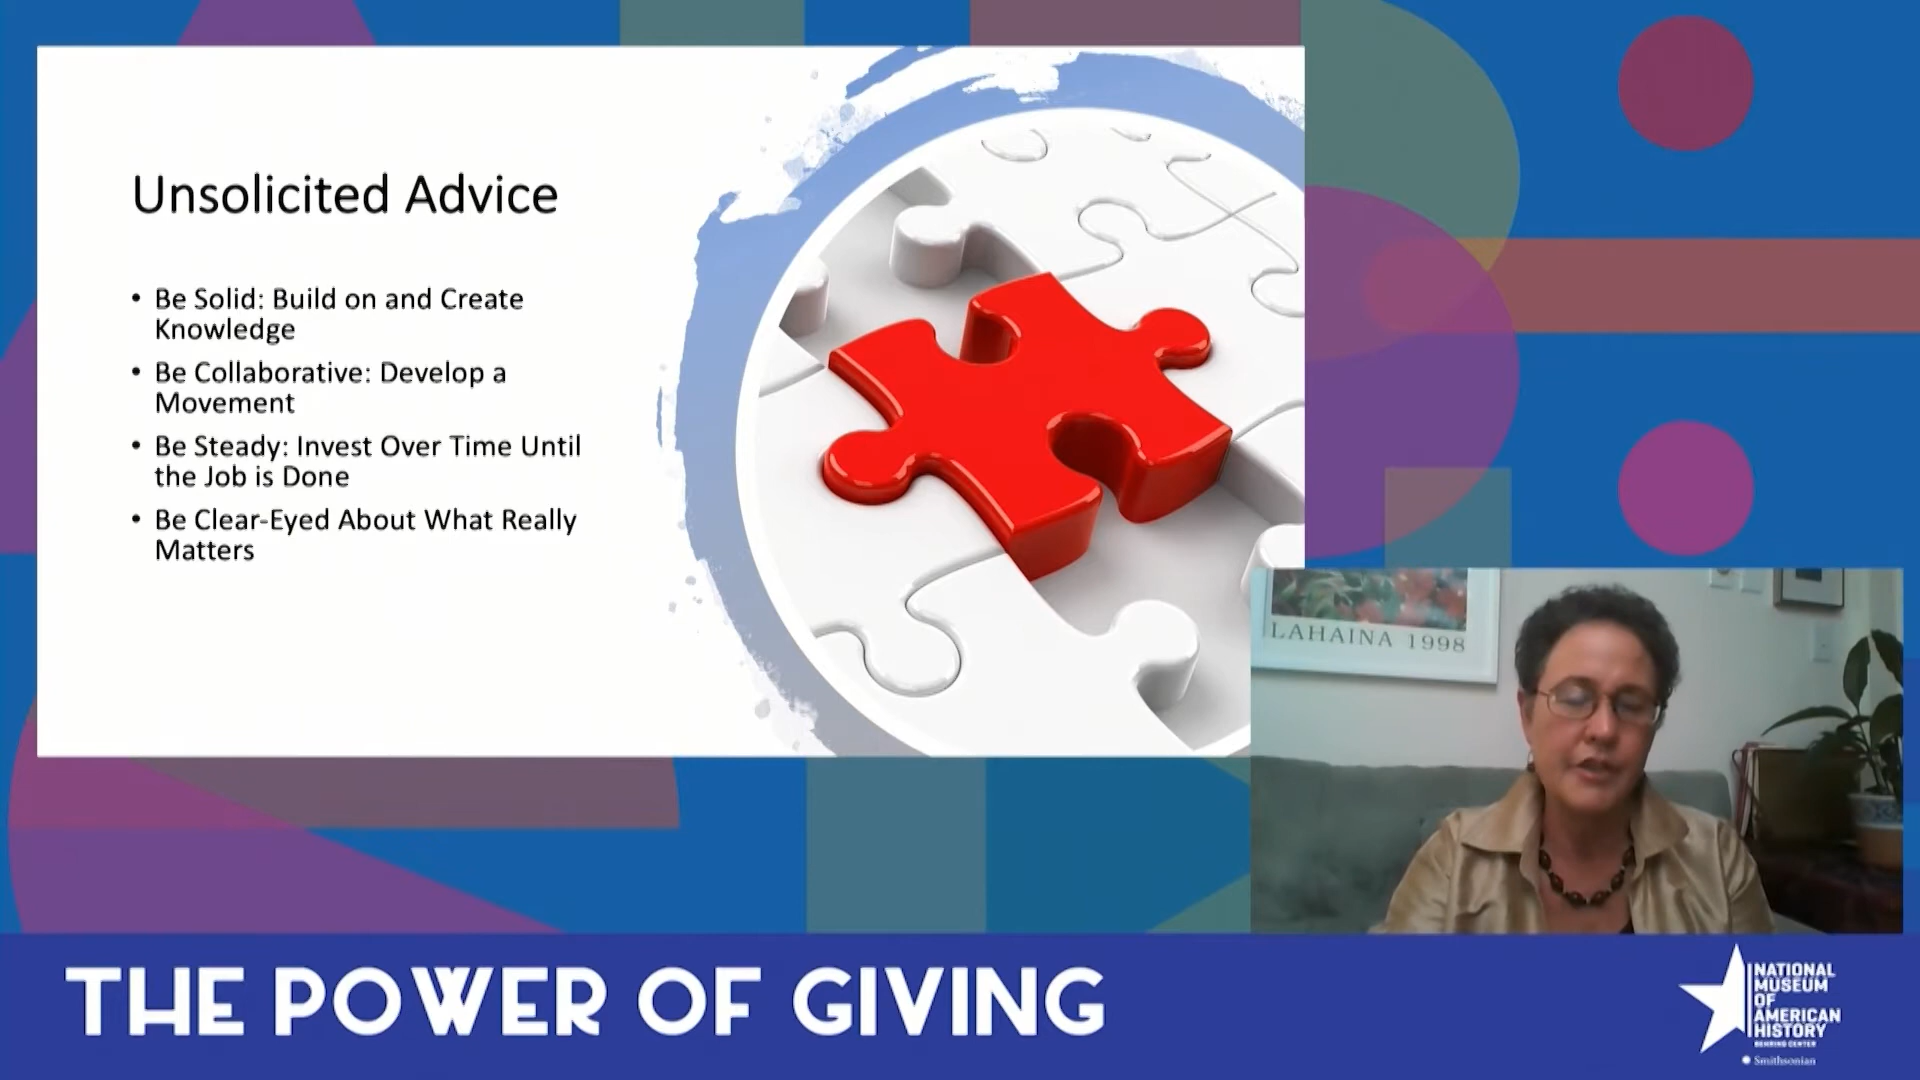 Unsolicited Advice
• Be Solid: Build on and Create
Knowledge
• Be Collaborative: Develop a
Movement
• Be Steady: Invest Over Time Until
the Job is Done
• Be Clear-Eyed About What Really
Matters
LAHAINA 1998
THE POWER OF GIVING
NATIONAL
MUSEUM
OF
AMERICAN
HISTORY
BEHRING CENTER
Smithsonian